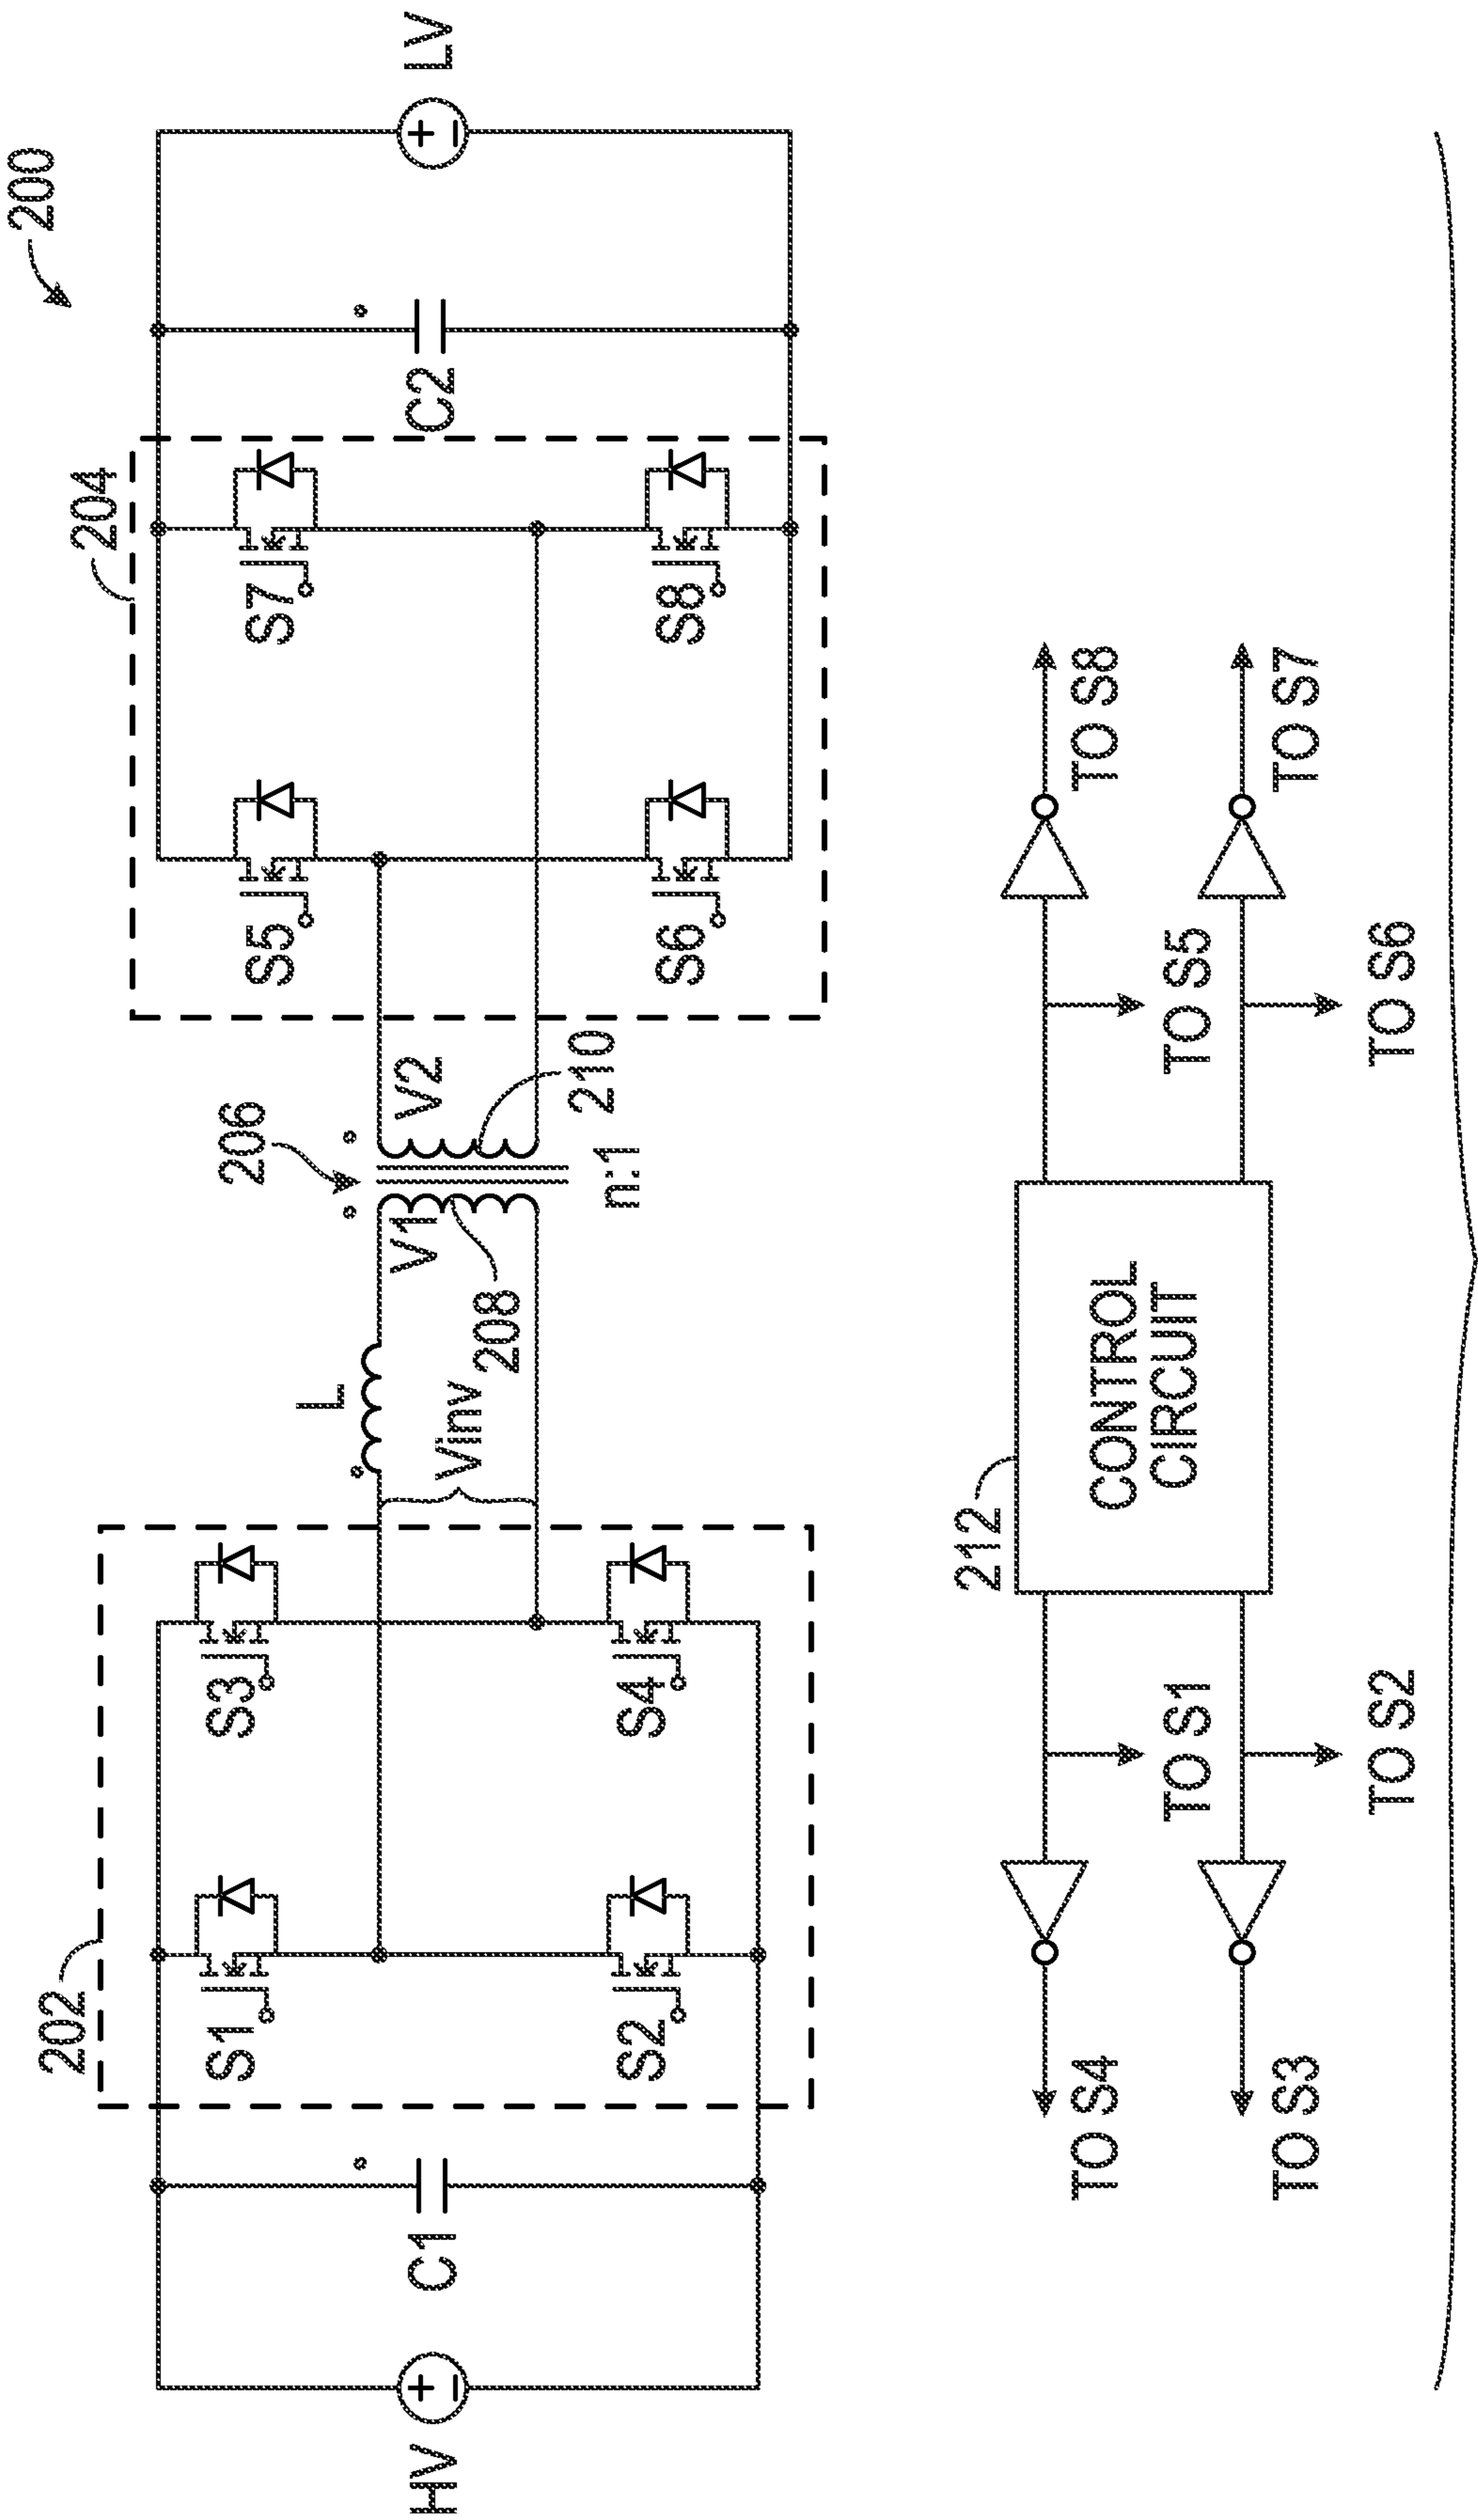 200
202
204
206
S1
S3
L
S5
S7
HV
C1
Vinv
V1
V2
C2
LV
208
210
n:1
S2
S4
S6
S8
212
CONTROL
CIRCUIT
TO S4
TO S1
TO S5
TO S8
TO S3
TO S2
TO S6
TO S7